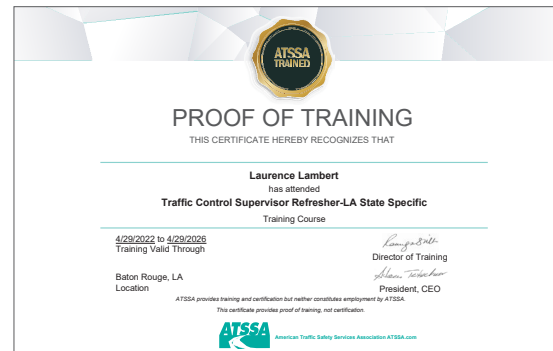 ATSSA
TRAINED
PROOF OF TRAINING
THIS CERTIFICATE HEREBY RECOGNIZES THAT
Laurence Lambert
has attended
Traffic Control Supervisor Refresher-LA State Specific
Training Course
4/29/2022 to 4/29/2026
Training Valid Through
Director of Training
Baton Rouge, LA
Location
President, CEO
ATSSA provides training and certification but neither constitutes employment by ATSSA.
This certificate provides proof of training, not certification.
ATSSA American Traffic Safety Services Association ATSSA.com